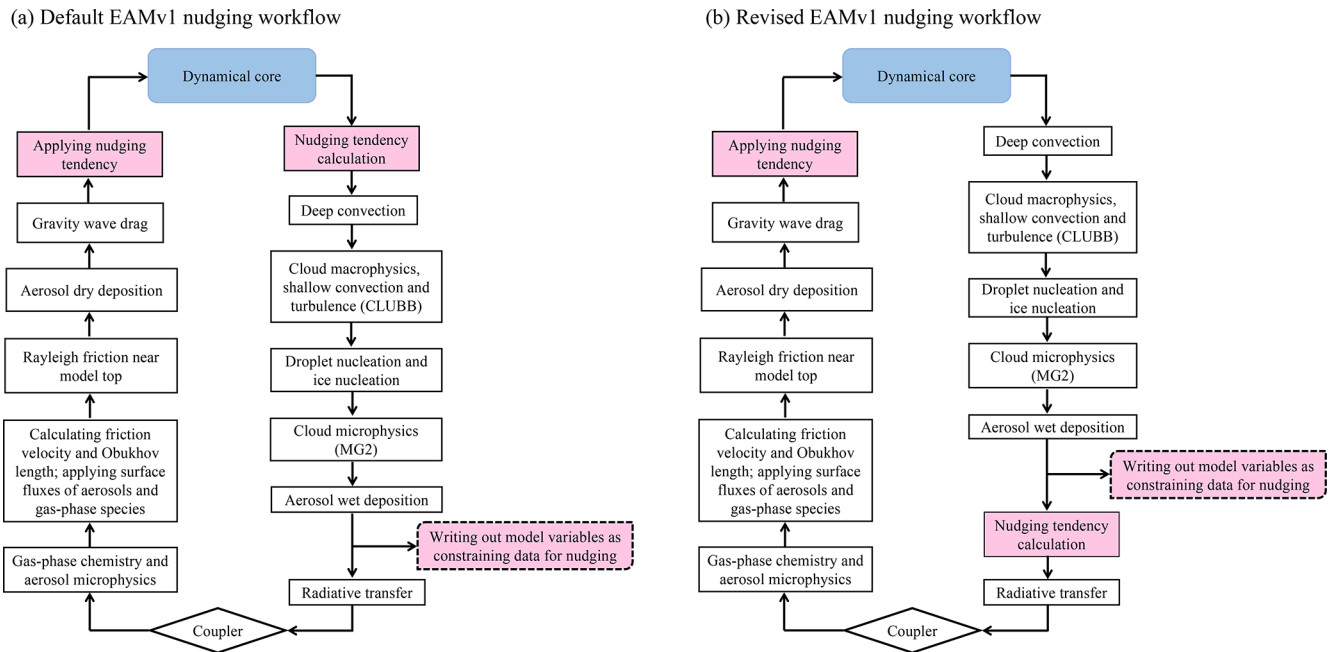 (a) Default EAMv1 nudging workflow
Dynamical core
Applying nudging
tendency
Nudging tendency
calculation
Gravity wave drag
Deep convection
Aerosol dry deposition
Cloud macrophysics,
shallow convection and
turbulence (CLUBB)
Rayleigh friction near
model top
Droplet nucleation and
ice nucleation
Calculating friction
velocity and Obukhov
length; applying surface
fluxes of aerosols and
gas-phase species
Cloud microphysics
(MG2)
Aerosol wet deposition
Writing out model variables as
constraining data for nudging
Gas-phase chemistry and
aerosol microphysics
Radiative transfer
Coupler
(b) Revised EAMv1 nudging workflow
Dynamical core
Applying nudging
tendency
Deep convection
Gravity wave drag
Cloud macrophysics,
shallow convection and
turbulence (CLUBB)
Aerosol dry deposition
Droplet nucleation and
ice nucleation
Rayleigh friction near
model top
Cloud microphysics
(MG2)
Calculating friction
velocity and Obukhov
length; applying surface
fluxes of aerosols and
gas-phase species
Aerosol wet deposition
Writing out model variables as
constraining data for nudging
Nudging tendency
calculation
Gas-phase chemistry and
aerosol microphysics
Radiative transfer
Coupler